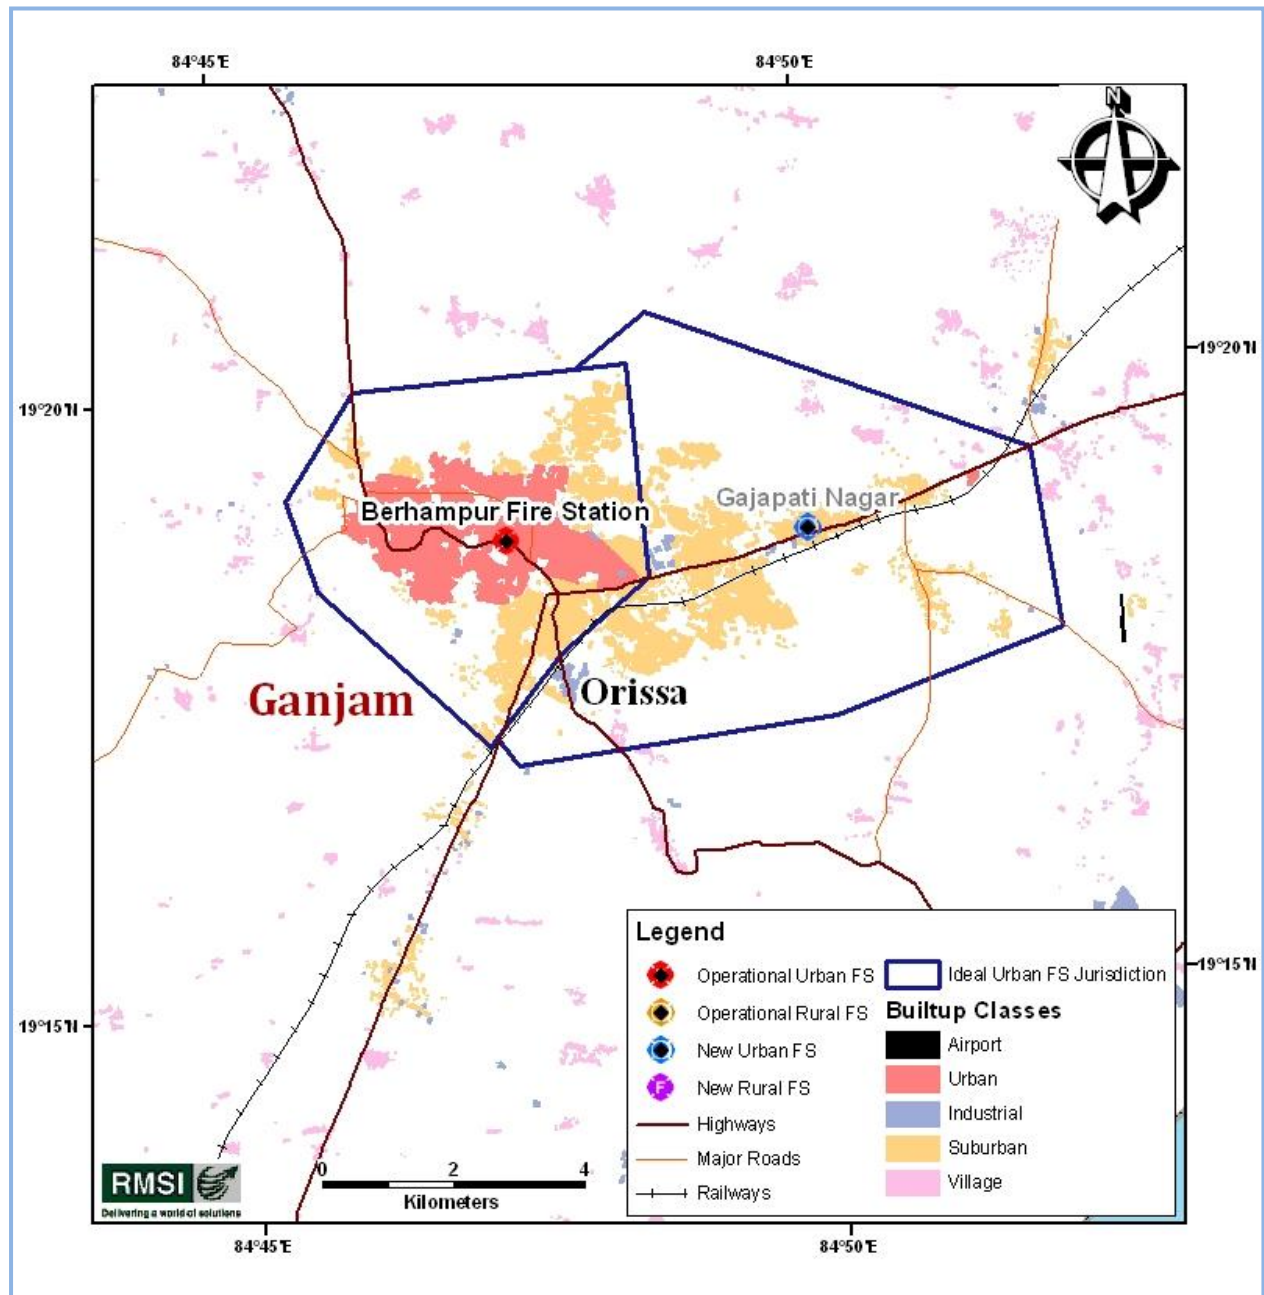 84°45'E 84°50'E
N
19°20'N
19°20'N
Gajapati Nagar
Berhampur Fire Station
Ganjam
Orissa
Legend
Operational Urban FS
Operational Rural FS
New Urban FS
F New Rural FS
Highways
Major Roads
Railways
Ideal Urban FS Jurisdiction
Builtup Classes
Airport
Urban
Industrial
Suburban
Village
19°15'N
19°15'N
RMSI
Delivering a world of solutions
0 2 4
Kilometers
84°45'E 84°50'E